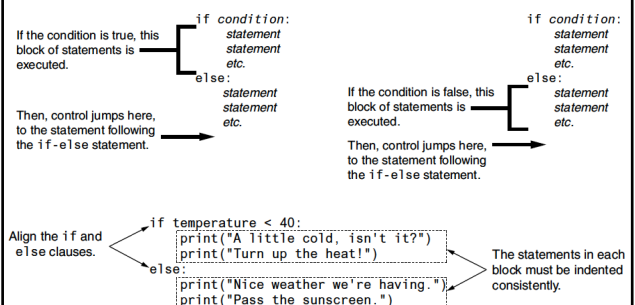 if condition:
statement
statement
etc.
else:
statement
statement
etc.
If the condition is true, this
block of statements is
executed.
Then, control jumps here,
to the statement following
the if-else statement.
if condition:
statement
statement
etc.
else:
statement
statement
etc.
If the condition is false, this
block of statements is
executed.
Then, control jumps here,
to the statement following
the if-else statement.
Align the if and
else clauses.
if temperature < 40:
print("A little cold, isn't it?")
print("Turn up the heat!")
else:
print("Nice weather we're having.")
print("Pass the sunscreen.")
The statements in each
block must be indented
consistently.